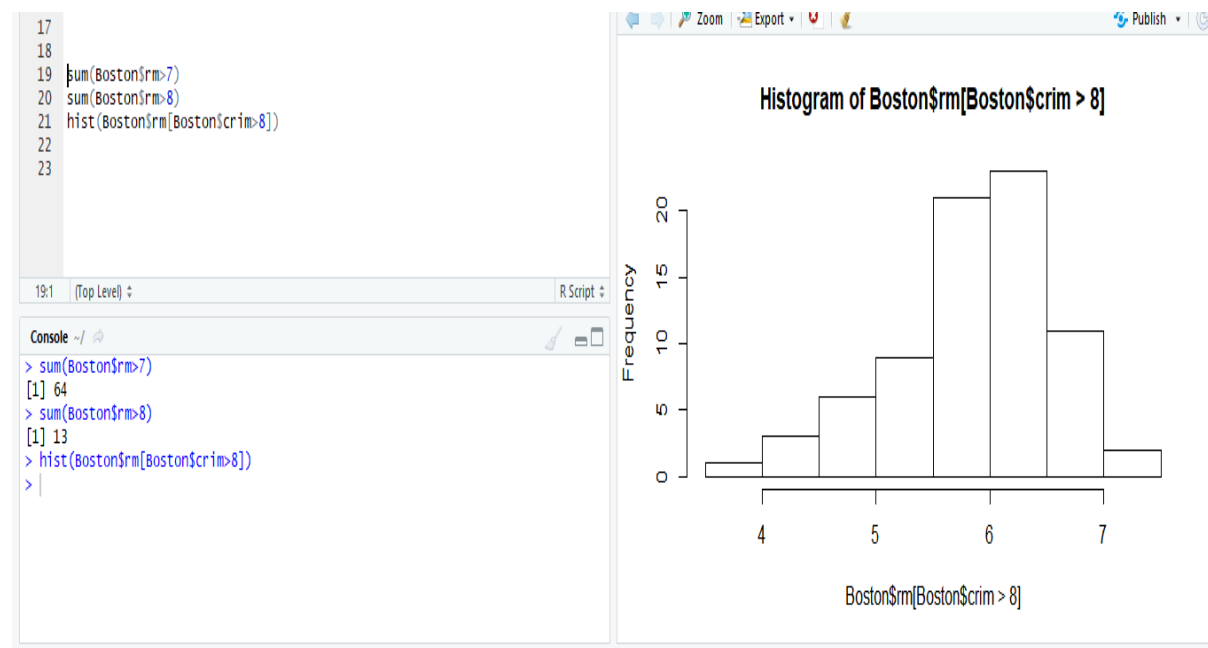 17
18
19 sum(Boston$rm>7)
20 sum(Boston$rm>8)
21 hist(Boston$rm[Boston$crim>8])
22
23
19:1 (Top Level) R Script
Console ~/
> sum(Boston$rm>7)
[1] 64
> sum(Boston$rm>8)
[1] 13
> hist(Boston$rm[Boston$crim>8])
>
Zoom Export Publish
Histogram of Boston$rm[Boston$crim > 8]
Frequency
20
15
10
5
0
4 5 6 7
Boston$rm[Boston$crim > 8]